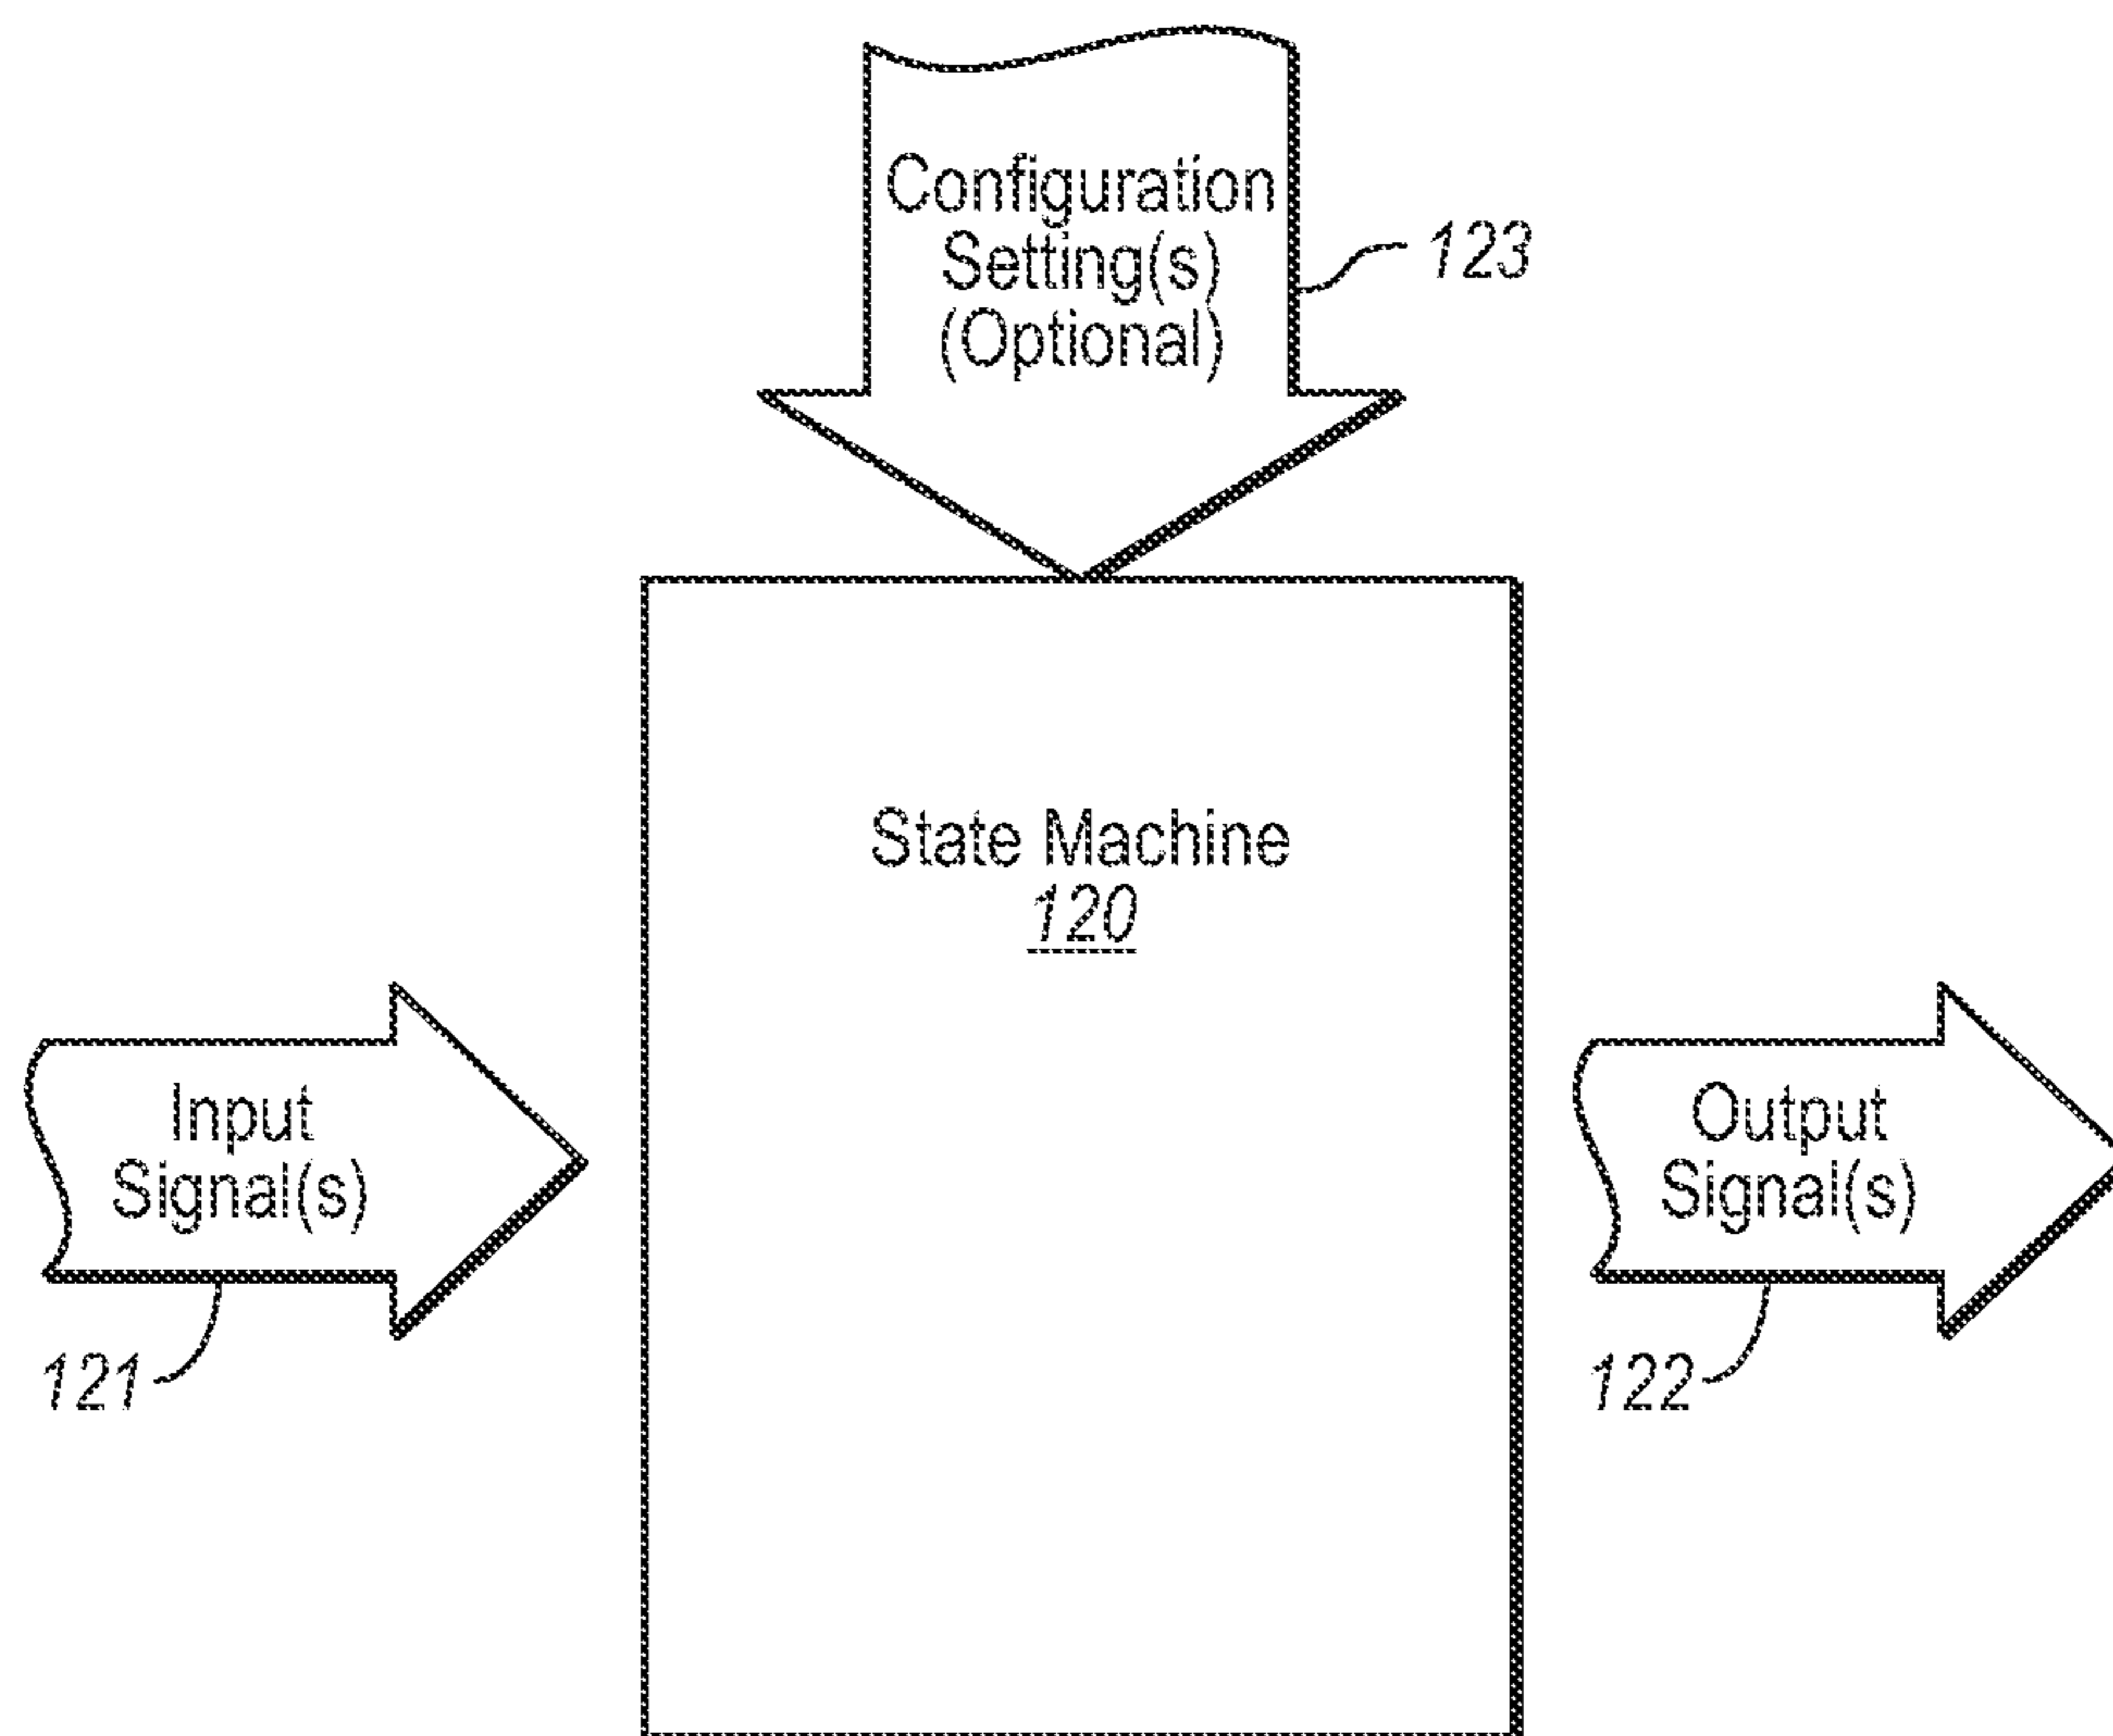 Configuration
Setting(s)
(Optional)
123
State Machine
120
Input
Signal(s)
121
Output
Signal(s)
122